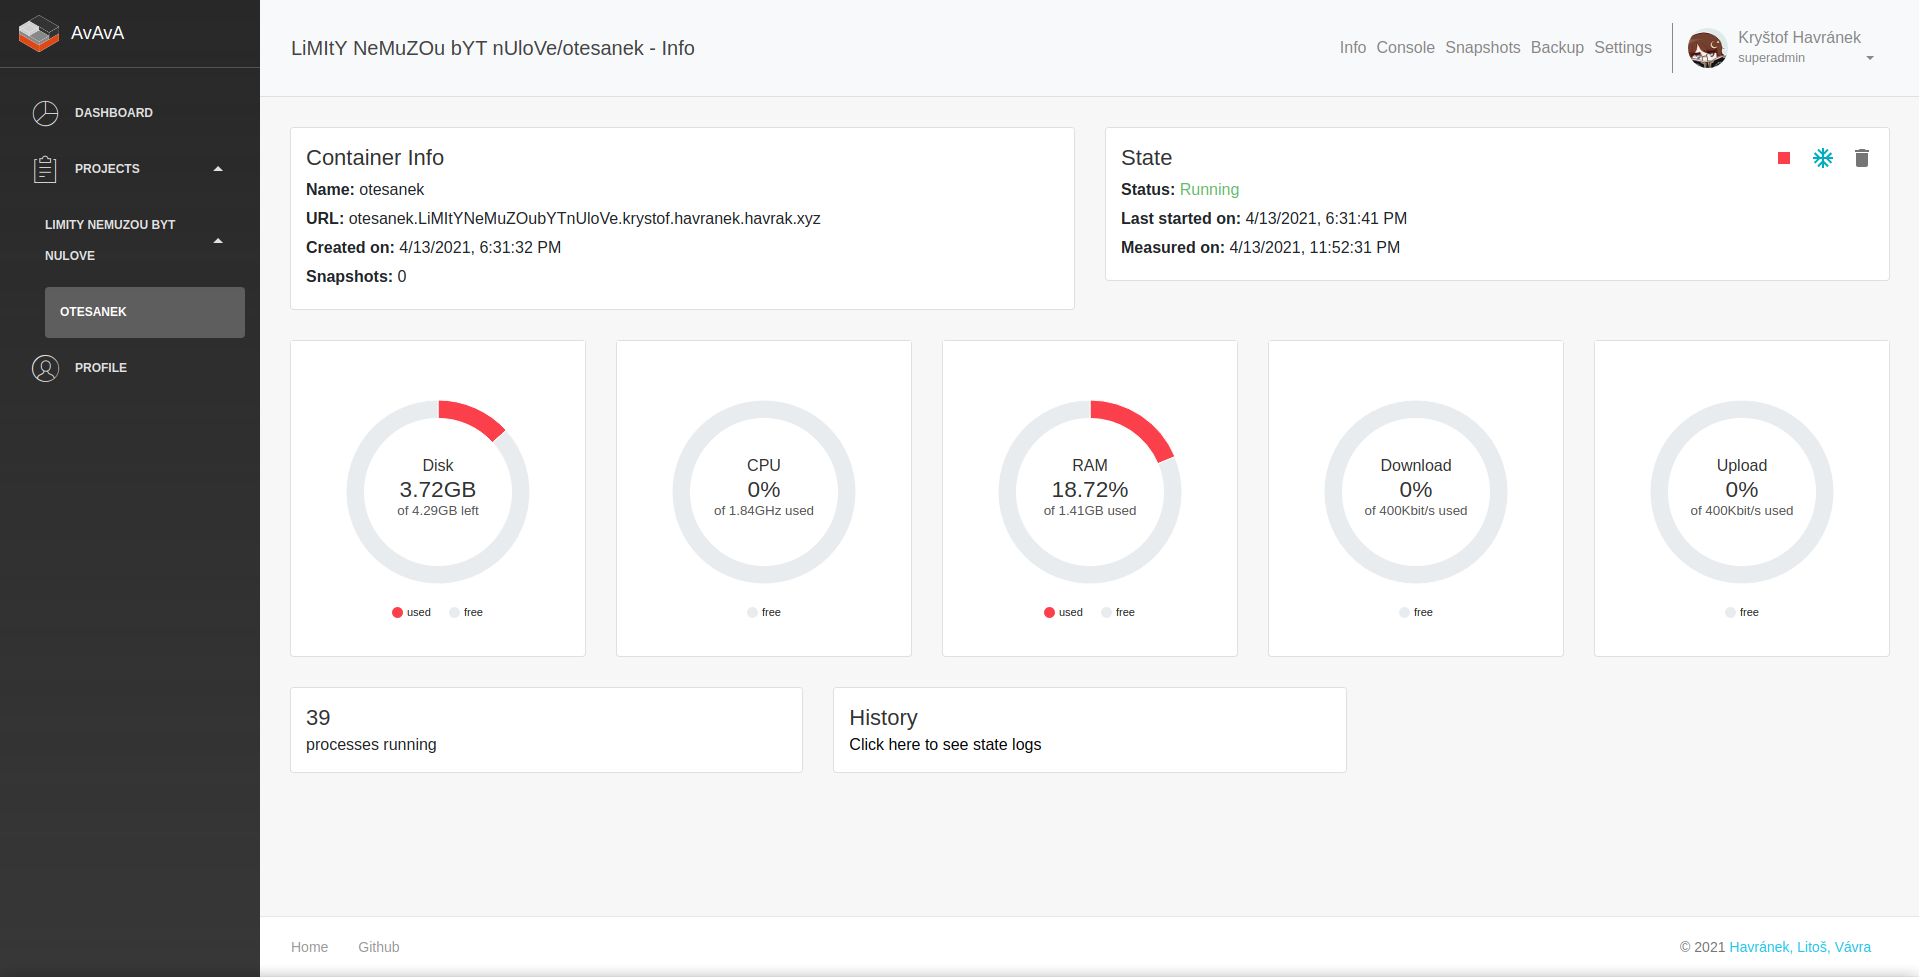 AvAvA
DASHBOARD
PROJECTS
LIMITY NEMUZOU BYT
NULOVE
OTESANEK
PROFILE
LiMItY NeMuZOu bYT nUloVe/otesanek - Info
Info Console Snapshots Backup Settings
Kryštof Havránek
superadmin
Container Info
Name: otesanek
URL: otesanek.LiMItYNeMuZOubYTnUloVe.krystof.havranek.havrak.xyz
Created on: 4/13/2021, 6:31:32 PM
Snapshots: 0
State
Status: Running
Last started on: 4/13/2021, 6:31:41 PM
Measured on: 4/13/2021, 11:52:31 PM
Disk
3.72GB
of 4.29GB left
used free
CPU
0%
of 1.84GHz used
free
RAM
18.72%
of 1.41GB used
used free
Download
0%
of 400Kbit/s used
free
Upload
0%
of 400Kbit/s used
free
39
processes running
History
Click here to see state logs
Home Github
© 2021 Havránek, Litoš, Vávra